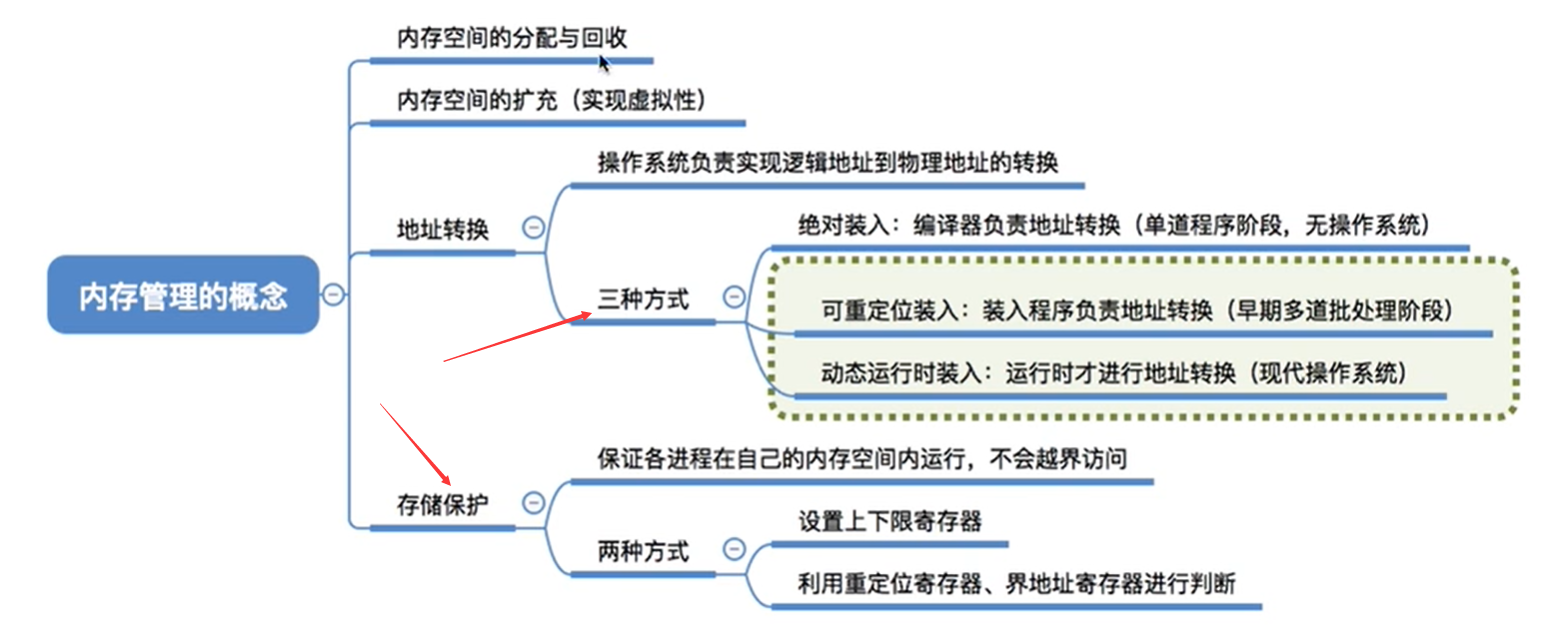 内存空间的分配与回收
内存空间的扩充（实现虚拟性）
操作系统负责实现逻辑地址到物理地址的转换
地址转换
绝对装入：编译器负责地址转换（单道程序阶段，无操作系统）
三种方式
可重定位装入：装入程序负责地址转换（早期多道批处理阶段）
动态运行时装入：运行时才进行地址转换（现代操作系统）
内存管理的概念
保证各进程在自己的内存空间内运行，不会越界访问
存储保护
设置上下限寄存器
两种方式
利用重定位寄存器、界地址寄存器进行判断